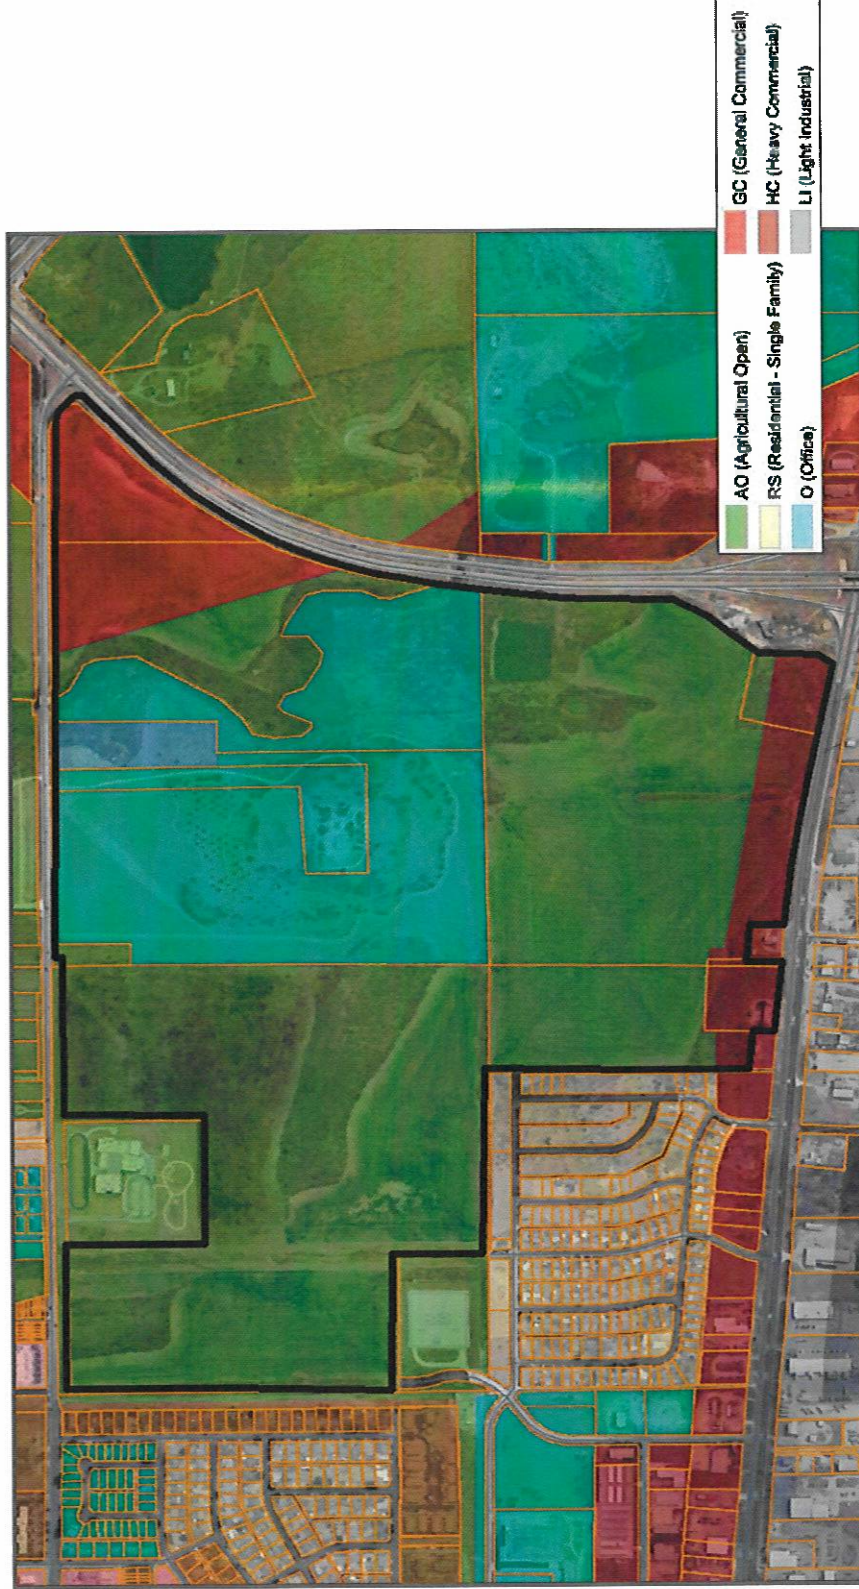 AO (Agricultural Open)
RS (Residential - Single Family)
O (Office)
GC (General Commercial)
HC (Heavy Commercial)
LI (Light Industrial)